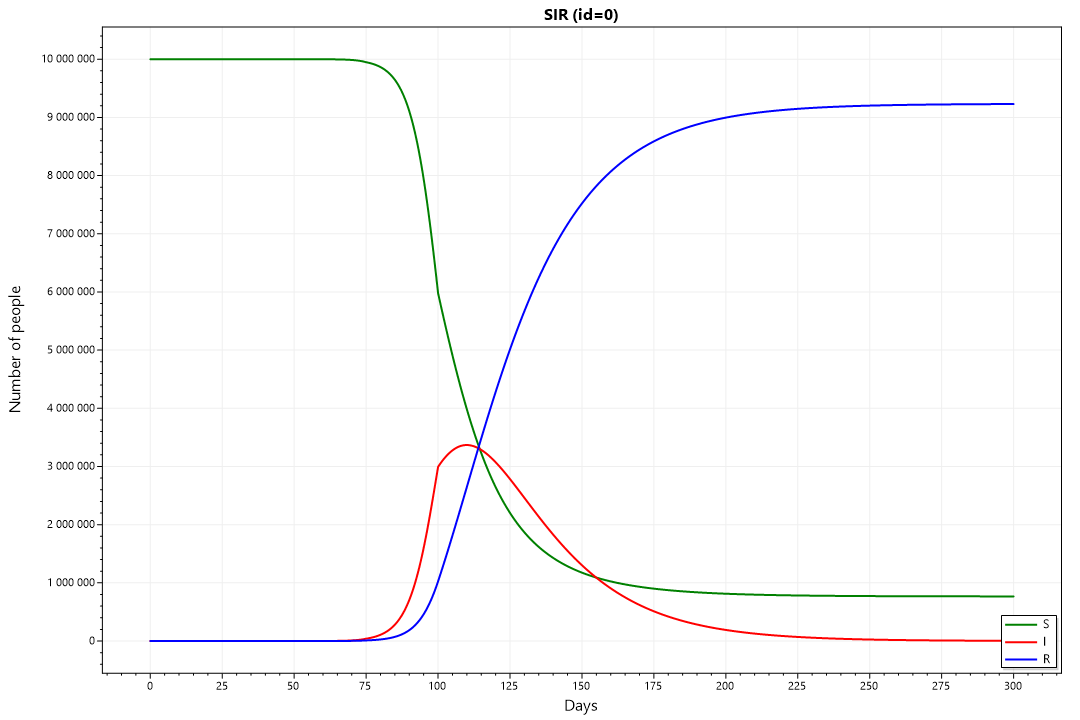 SIR (id=0)
Number of people
10 000 000
9 000 000
8 000 000
7 000 000
6 000 000
5 000 000
4 000 000
3 000 000
2 000 000
1 000 000
0
S
I
R
0 25 50 75 100 125 150 175 200 225 250 275 300
Days